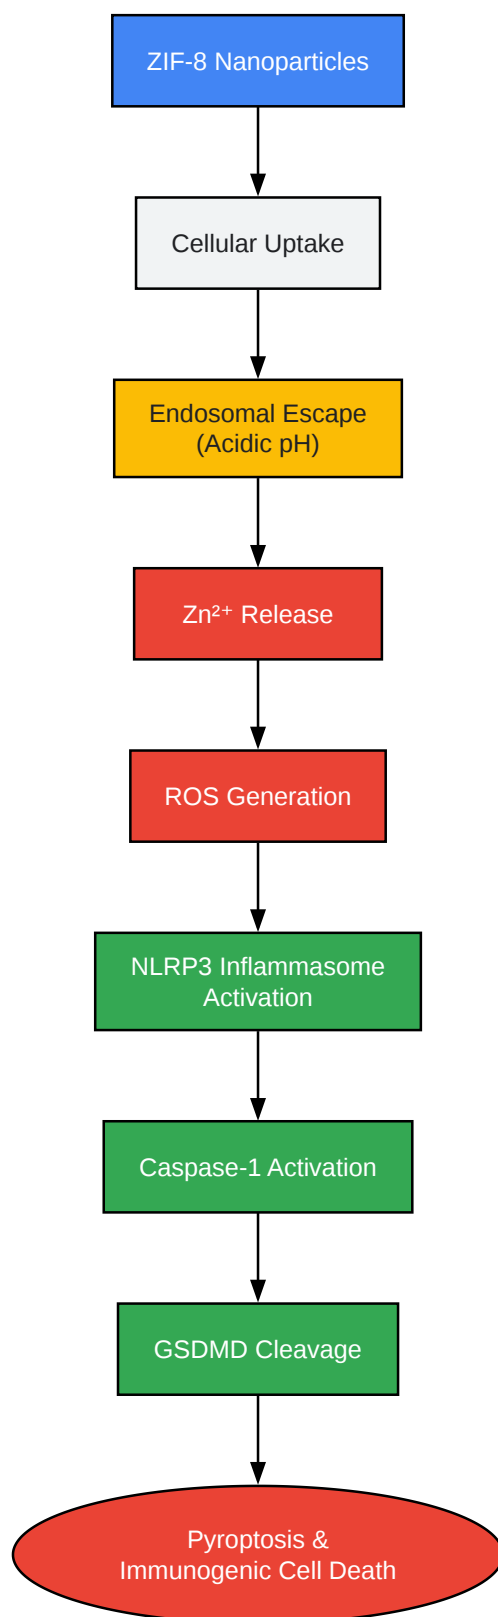 ZIF-8 Nanoparticles
Cellular Uptake
Endosomal Escape
(Acidic pH)
Zn²⁺ Release
ROS Generation
NLRP3 Inflammasome
Activation
Caspase-1 Activation
GSDMD Cleavage
Pyroptosis &
Immunogenic Cell Death